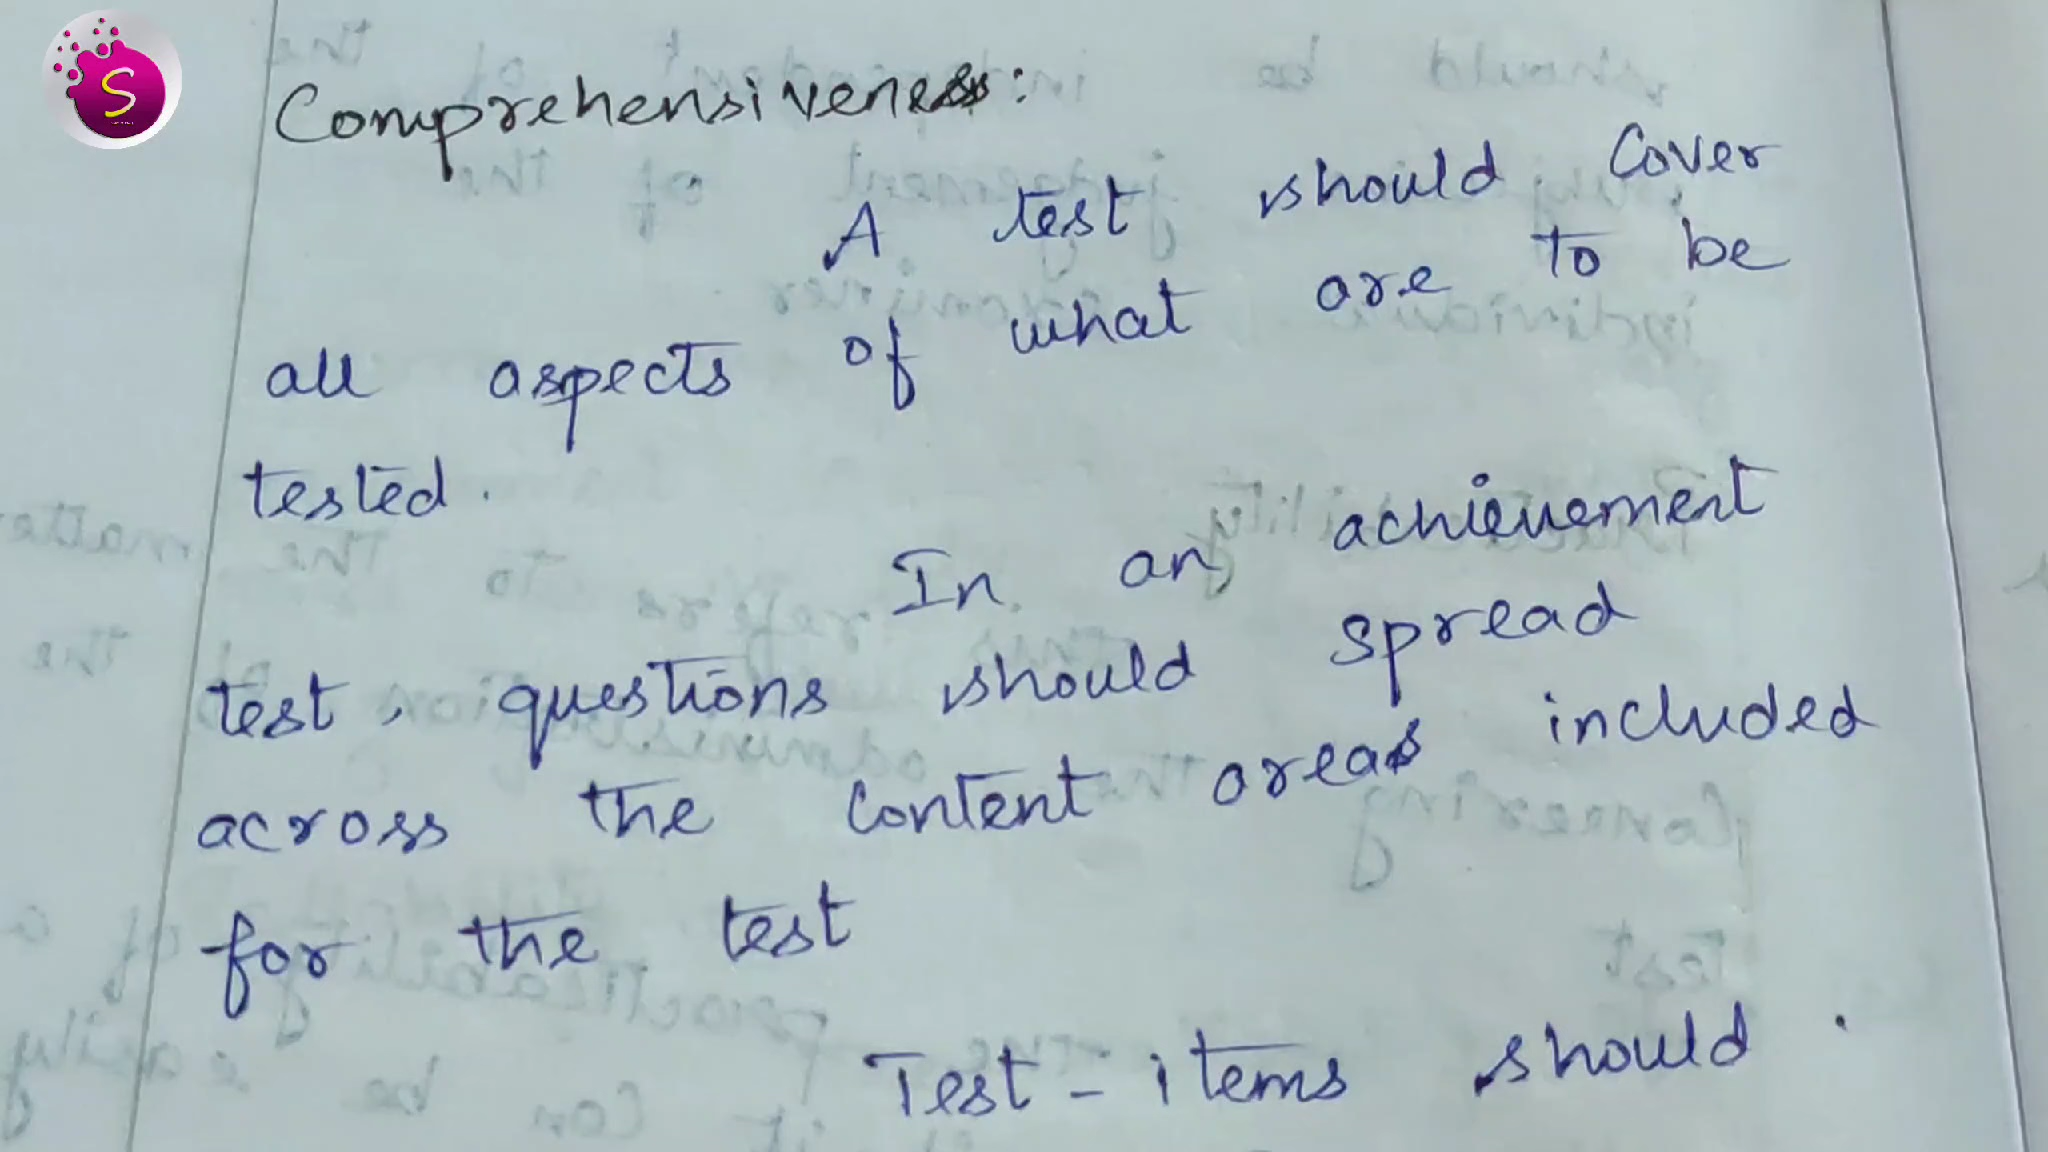 S
Comprehensiveness:
A test should Cover
all aspects of what are to be
tested.
In an achievement
test, questions should spread
across the content areas included
for the test
Test - items should